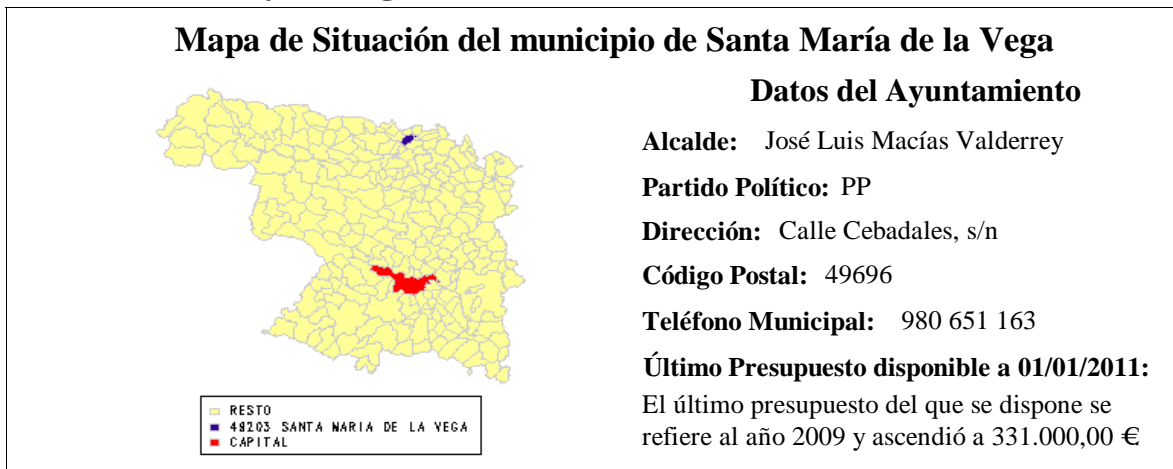 Mapa de Situación del municipio de Santa María de la Vega
Datos del Ayuntamiento
Alcalde: José Luis Macías Valderrey
Partido Político: PP
Dirección: Calle Cebadales, s/n
Código Postal: 49696
Teléfono Municipal: 980 651 163
Último Presupuesto disponible a 01/01/2011:
El último presupuesto del que se dispone se
refiere al año 2009 y ascendió a 331.000,00 €
RESTO
49203 SANTA MARIA DE LA VEGA
CAPITAL